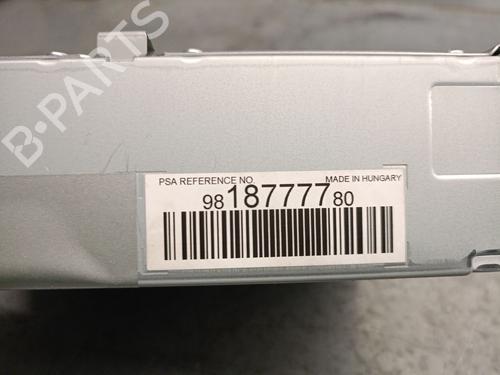 B-PARTS
PSA REFERENCE NO. MADE IN HUNGARY
98 187777 80